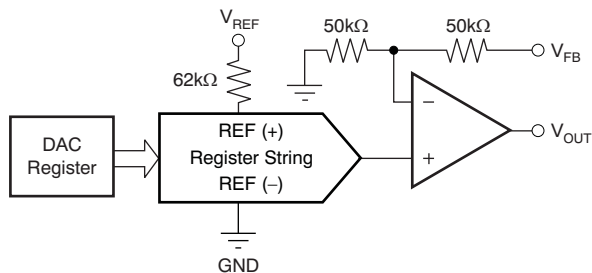 V_REF
50kΩ
50kΩ
V_FB
62kΩ
DAC
Register
REF (+)
Register String
REF (–)
–
+
V_OUT
GND